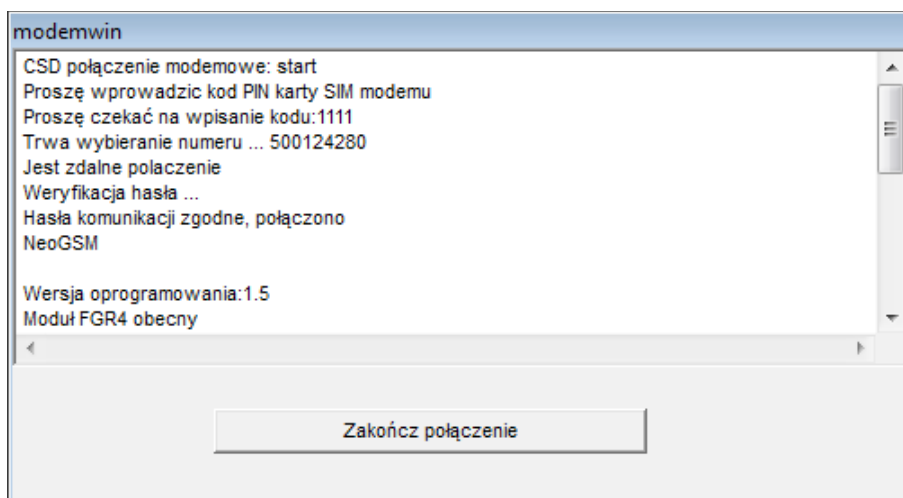 modemwin
CSD połączenie modemowe: start
Proszę wprowadzic kod PIN karty SIM modemu
Proszę czekać na wpisanie kodu:1111
Trwa wybieranie numeru ... 500124280
Jest zdalne polaczenie
Weryfikacja hasła ...
Hasła komunikacji zgodne, połączono
NeoGSM
Wersja oprogramowania:1.5
Moduł FGR4 obecny
Zakończ połączenie